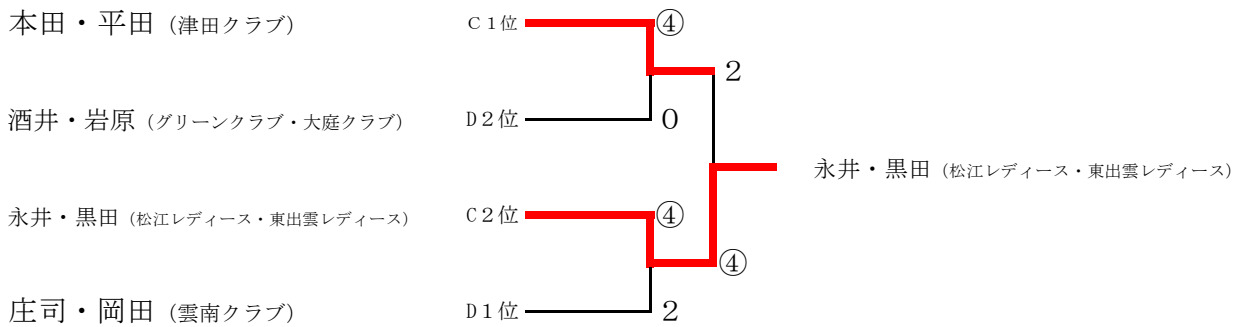 本田・平田（津田クラブ） C1位 ④
2
酒井・岩原（グリーンクラブ・大庭クラブ） D2位 0
永井・黒田（松江レディース・東出雲レディース）
永井・黒田（松江レディース・東出雲レディース） C2位 ④
④
庄司・岡田（雲南クラブ） D1位 2